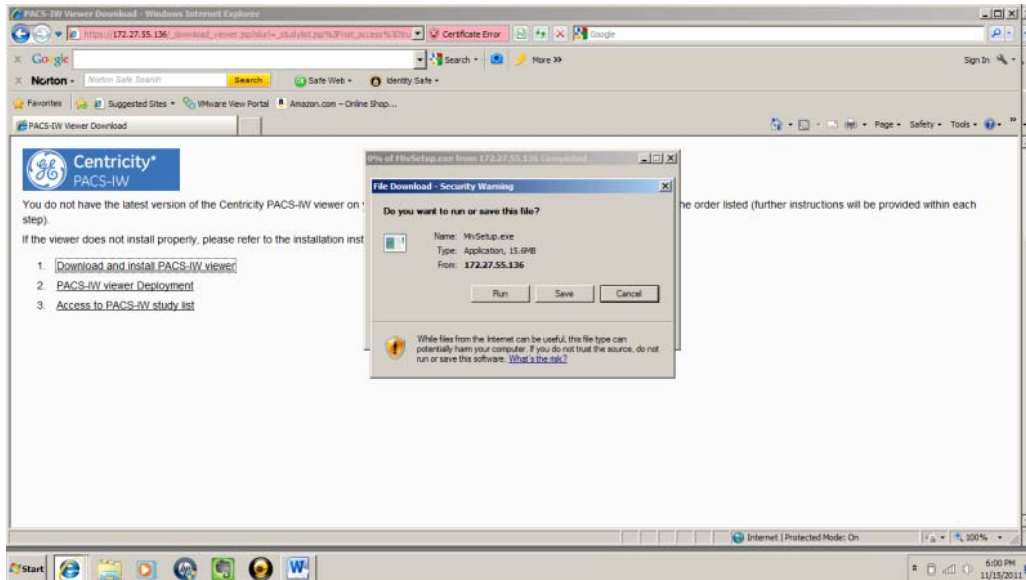 PACS-IW Viewer Download - Windows Internet Explorer
Certificate Error
Google
Google
Search
More >>
Sign In
Norton
Norton Safe Search
Search
Safe Web
Identity Safe
Favorites
Suggested Sites
VMware View Portal
Amazon.com – Online Shop...
PACS-IW Viewer Download
Page
Safety
Tools
GE
Centricity*
PACS-IW
You do not have the latest version of the Centricity PACS-IW viewer on
he order listed (further instructions will be provided within each
step).
If the viewer does not install properly, please refer to the installation inst
1. Download and install PACS-IW viewer
2. PACS-IW viewer Deployment
3. Access to PACS-IW study list
0% of MivSetup.exe from 172.27.55.136 Completed
File Download - Security Warning
Do you want to run or save this file?
Name: MivSetup.exe
Type: Application, 15.6MB
From: 172.27.55.136
Run
Save
Cancel
While files from the Internet can be useful, this file type can
potentially harm your computer. If you do not trust the source, do not
run or save this software. What's the risk?
Internet | Protected Mode: On
100%
Start
6:00 PM
11/15/2011